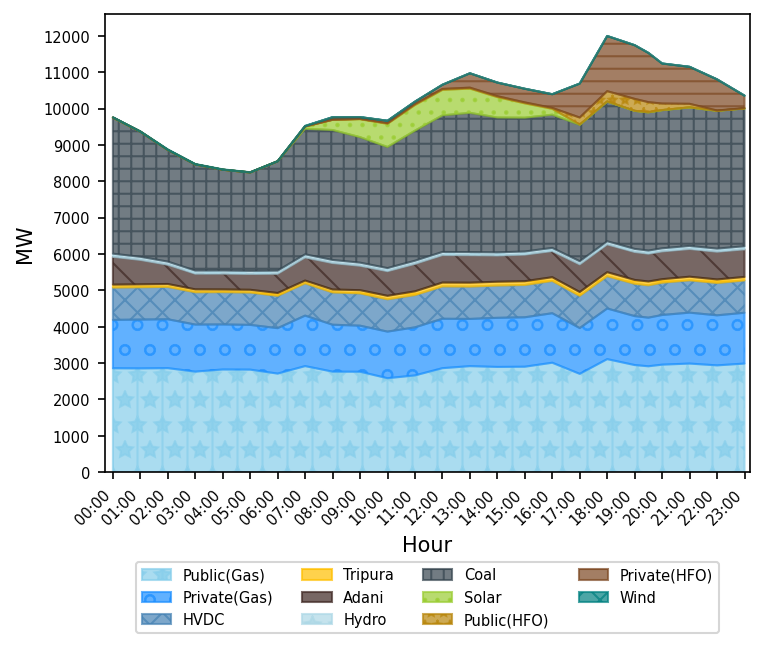 12000
11000
10000
9000
8000
7000
6000
5000
4000
3000
2000
1000
0
MW
00:00 01:00 02:00 03:00 04:00 05:00 06:00 07:00 08:00 09:00 10:00 11:00 12:00 13:00 14:00 15:00 16:00 17:00 18:00 19:00 20:00 21:00 22:00 23:00
Hour
Public(Gas) Tripura Coal Private(HFO)
Private(Gas) Adani Solar Wind
HVDC Hydro Public(HFO)